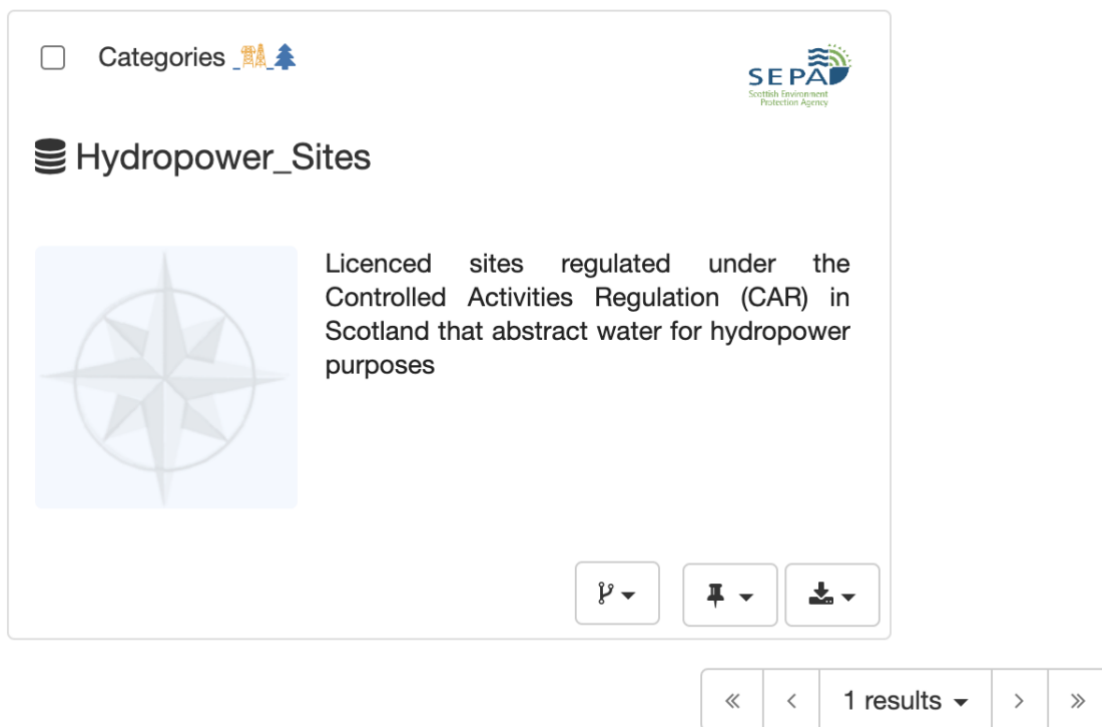 Categories
SEPA
Scottish Environment
Protection Agency
Hydropower_Sites
Licenced sites regulated under the
Controlled Activities Regulation (CAR) in
Scotland that abstract water for hydropower
purposes
« ‹ 1 results › »